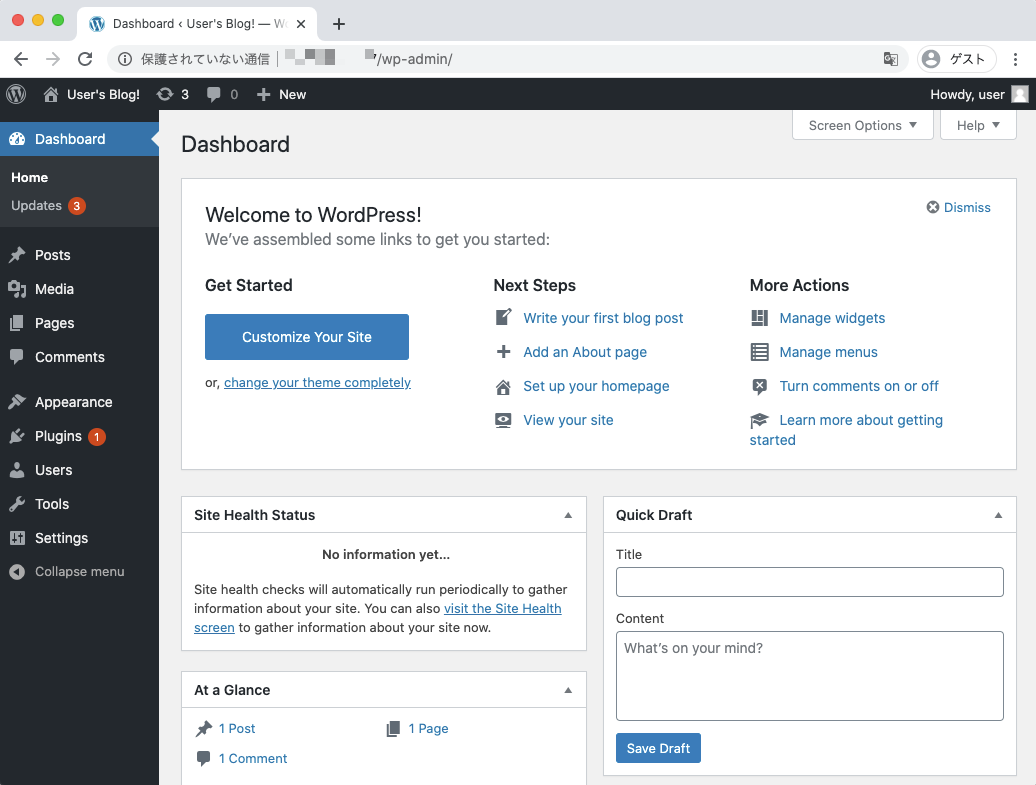 Dashboard ‹ User's Blog! — W
保護されていない通信
/wp-admin/
ゲスト
User's Blog! 3 0 New
Howdy, user
Dashboard
Home
Updates 3
Posts
Media
Pages
Comments
Appearance
Plugins 1
Users
Tools
Settings
Collapse menu
Screen Options
Help
Dashboard
Welcome to WordPress!
We've assembled some links to get you started:
Dismiss
Get Started
Customize Your Site
or, change your theme completely
Next Steps
Write your first blog post
Add an About page
Set up your homepage
View your site
More Actions
Manage widgets
Manage menus
Turn comments on or off
Learn more about getting
started
Site Health Status
No information yet...
Site health checks will automatically run periodically to gather
information about your site. You can also visit the Site Health
screen to gather information about your site now.
At a Glance
1 Post
1 Page
1 Comment
Quick Draft
Title
Content
What's on your mind?
Save Draft